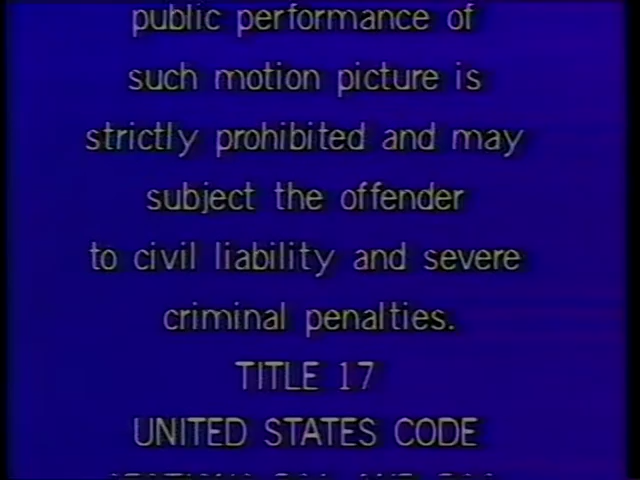 public performance of
such motion picture is
strictly prohibited and may
subject the offender
to civil liability and severe
criminal penalties.
TITLE 17
UNITED STATES CODE